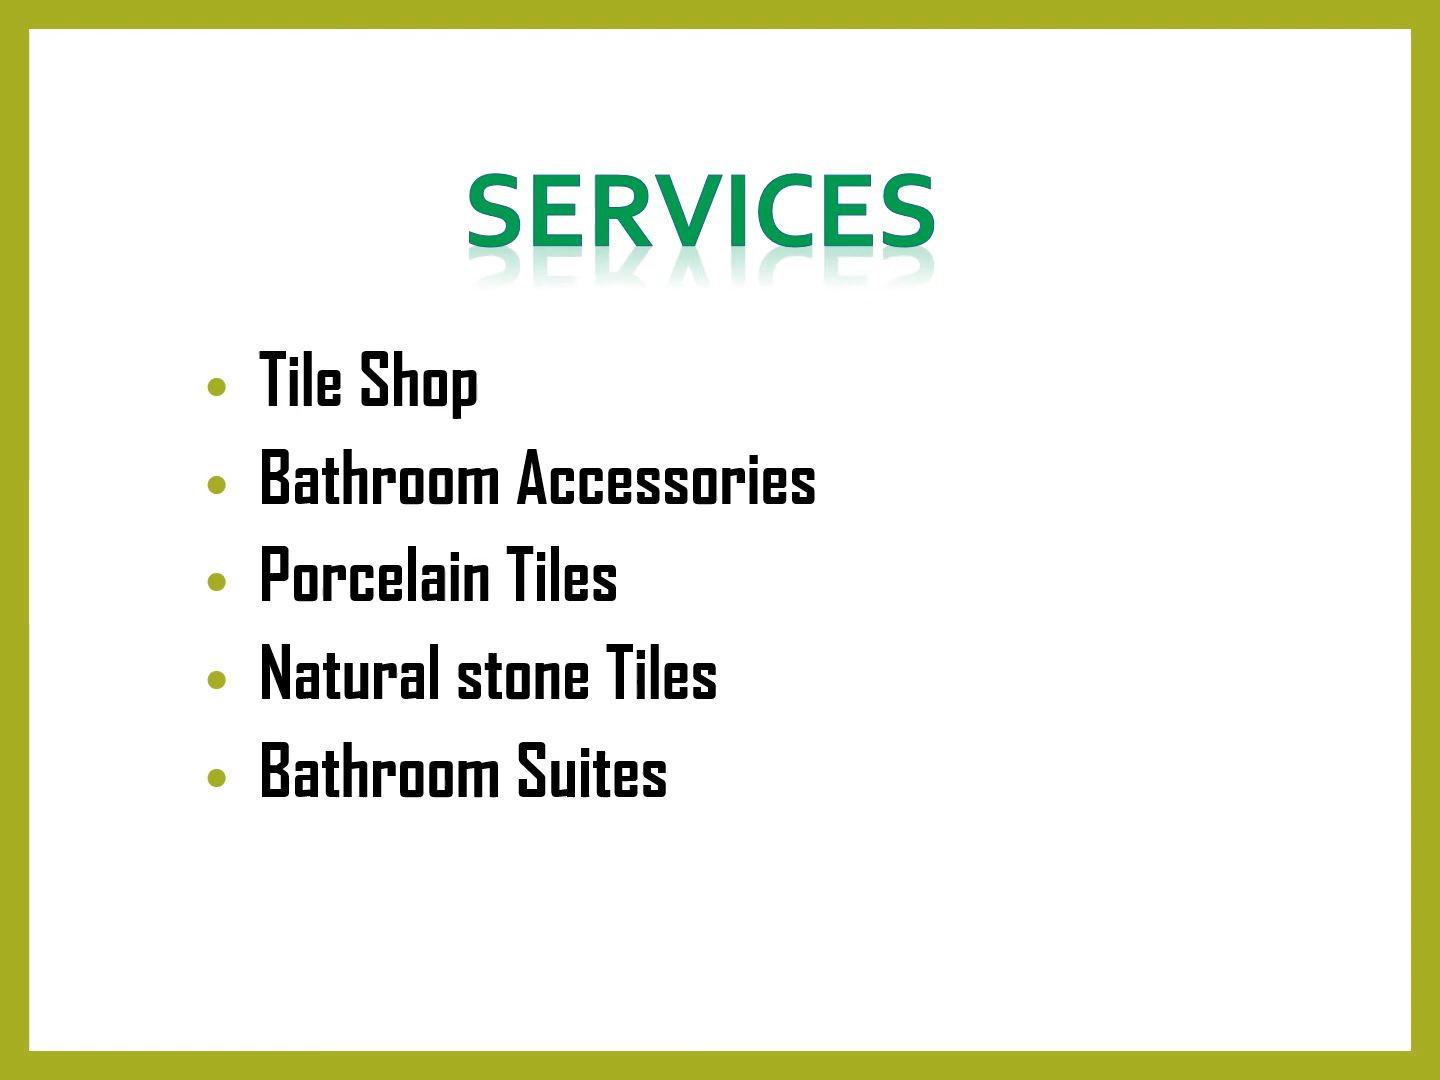 SERVICES
• Tile Shop
• Bathroom Accessories
• Porcelain Tiles
• Natural stone Tiles
• Bathroom Suites